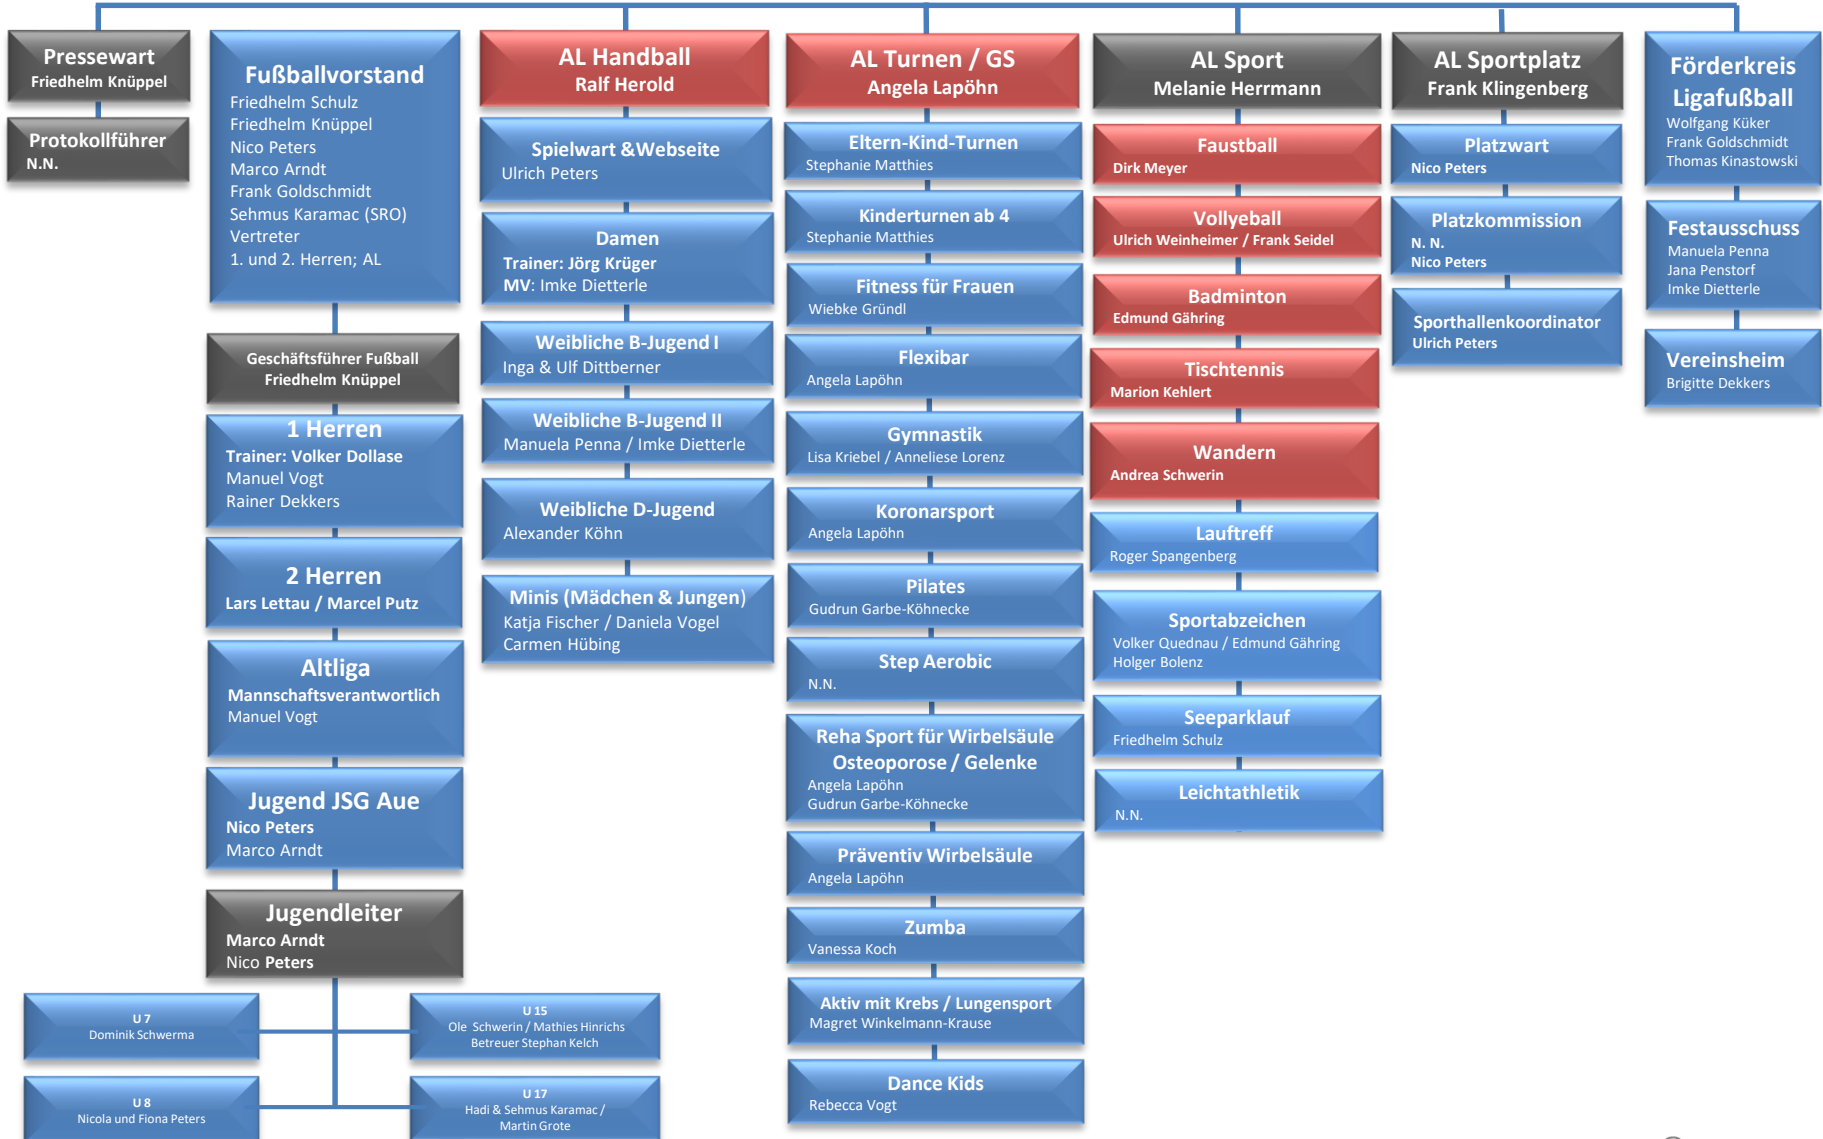 Pressewart
Friedhelm Knüppel
Protokollführer
N.N.
Fußballvorstand
Friedhelm Schulz
Friedhelm Knüppel
Nico Peters
Marco Arndt
Frank Goldschmidt
Sehmus Karamac (SRO)
Vertreter
1. und 2. Herren; AL
Geschäftsführer Fußball
Friedhelm Knüppel
1 Herren
Trainer: Volker Dollase
Manuel Vogt
Rainer Dekkers
2 Herren
Lars Lettau / Marcel Putz
Altliga
Mannschaftsverantwortlich
Manuel Vogt
Jugend JSG Aue
Nico Peters
Marco Arndt
Jugendleiter
Marco Arndt
Nico Peters
U 7
Dominik Schwerma
U 15
Ole Schwerin / Mathies Hinrichs
Betreuer Stephan Kelch
U 8
Nicola und Fiona Peters
U 17
Hadi & Sehmus Karamac /
Martin Grote
AL Handball
Ralf Herold
Spielwart &Webseite
Ulrich Peters
Damen
Trainer: Jörg Krüger
MV: Imke Dietterle
Weibliche B-Jugend I
Inga & Ulf Dittberner
Weibliche B-Jugend II
Manuela Penna / Imke Dietterle
Weibliche D-Jugend
Alexander Köhn
Minis (Mädchen & Jungen)
Katja Fischer / Daniela Vogel
Carmen Hübing
AL Turnen / GS
Angela Lapöhn
Eltern-Kind-Turnen
Stephanie Matthies
Kinderturnen ab 4
Stephanie Matthies
Fitness für Frauen
Wiebke Gründl
Flexibar
Angela Lapöhn
Gymnastik
Lisa Kriebel / Anneliese Lorenz
Koronarsport
Angela Lapöhn
Pilates
Gudrun Garbe-Köhnecke
Step Aerobic
N.N.
Reha Sport für Wirbelsäule
Osteoporose / Gelenke
Angela Lapöhn
Gudrun Garbe-Köhnecke
Präventiv Wirbelsäule
Angela Lapöhn
Zumba
Vanessa Koch
Aktiv mit Krebs / Lungensport
Magret Winkelmann-Krause
Dance Kids
Rebecca Vogt
AL Sport
Melanie Herrmann
Faustball
Dirk Meyer
Vollyeball
Ulrich Weinheimer / Frank Seidel
Badminton
Edmund Gähring
Tischtennis
Marion Kehlert
Wandern
Andrea Schwerin
Lauftreff
Roger Spangenberg
Sportabzeichen
Volker Quednau / Edmund Gähring
Holger Bolenz
Seeparklauf
Friedhelm Schulz
Leichtathletik
N.N.
AL Sportplatz
Frank Klingenberg
Platzwart
Nico Peters
Platzkommission
N. N.
Nico Peters
Sporthallenkoordinator
Ulrich Peters
Förderkreis
Ligafußball
Wolfgang Küker
Frank Goldschmidt
Thomas Kinastowski
Festausschuss
Manuela Penna
Jana Penstorf
Imke Dietterle
Vereinsheim
Brigitte Dekkers